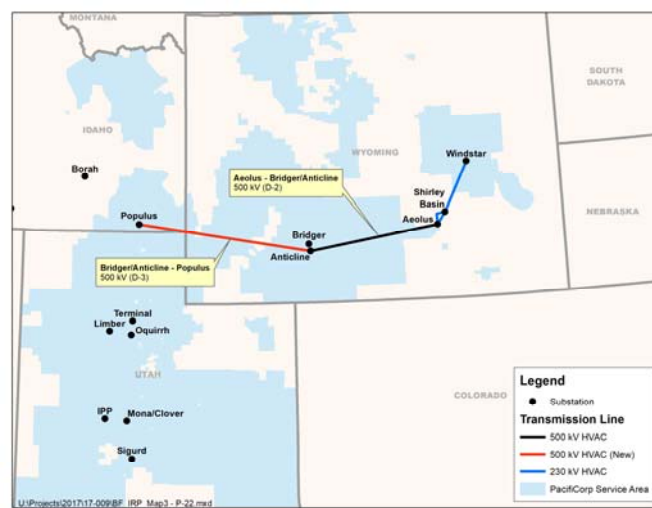 MONTANA
SOUTH
DAKOTA
IDAHO
WYOMING
Windstar
Borah
Aeolus - Bridger/Anticline
500 kV (D-2)
Shirley
Basin
Aeolus
NEBRASKA
Populus
Bridger
Anticline
Bridger/Anticline - Populus
500 kV (D-3)
Terminal
Limber
Oquirrh
UTAH
COLORADO
IPP
Mona/Clover
Sigurd
Legend
Substation
Transmission Line
500 kV HVAC
500 kV HVAC (New)
230 kV HVAC
PacifiCorp Service Area
U:\Projects\2017\17-009\BF_IRP_Map3 - P-22.mxd